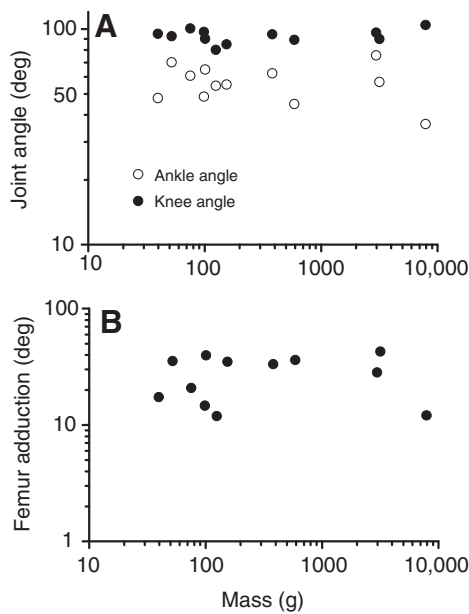 A
100
50
10
Joint angle (deg)
Ankle angle
Knee angle
10
100
1000
10,000
B
100
10
1
Femur adduction (deg)
10
100
1000
10,000
Mass (g)